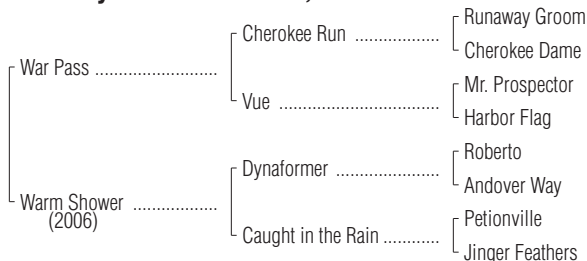 Runaway Groom
Cherokee Run ..................
Cherokee Dame
War Pass ..........................
Mr. Prospector
Vue ..................................
Harbor Flag
Roberto
Dynaformer ......................
Andover Way
Warm Shower ..................
(2006)
Petionville
Caught in the Rain ............
Jinger Feathers